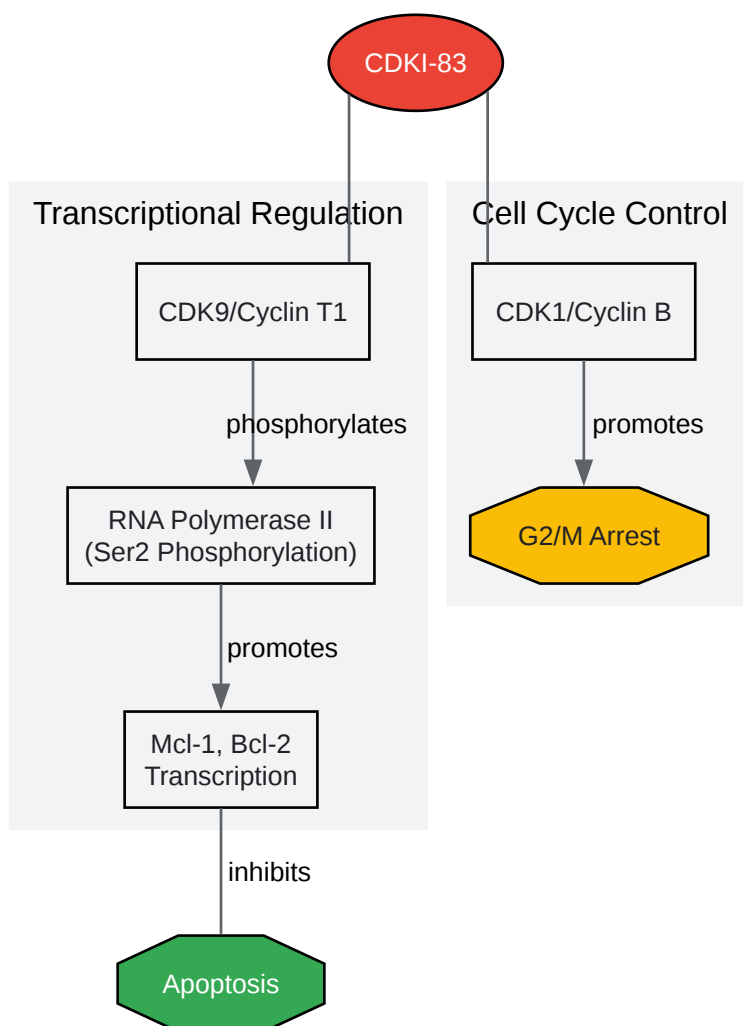 CDKI-83
Transcriptional Regulation
Cell Cycle Control
CDK9/Cyclin T1
CDK1/Cyclin B
phosphorylates
promotes
RNA Polymerase II
(Ser2 Phosphorylation)
G2/M Arrest
promotes
Mcl-1, Bcl-2
Transcription
inhibits
Apoptosis